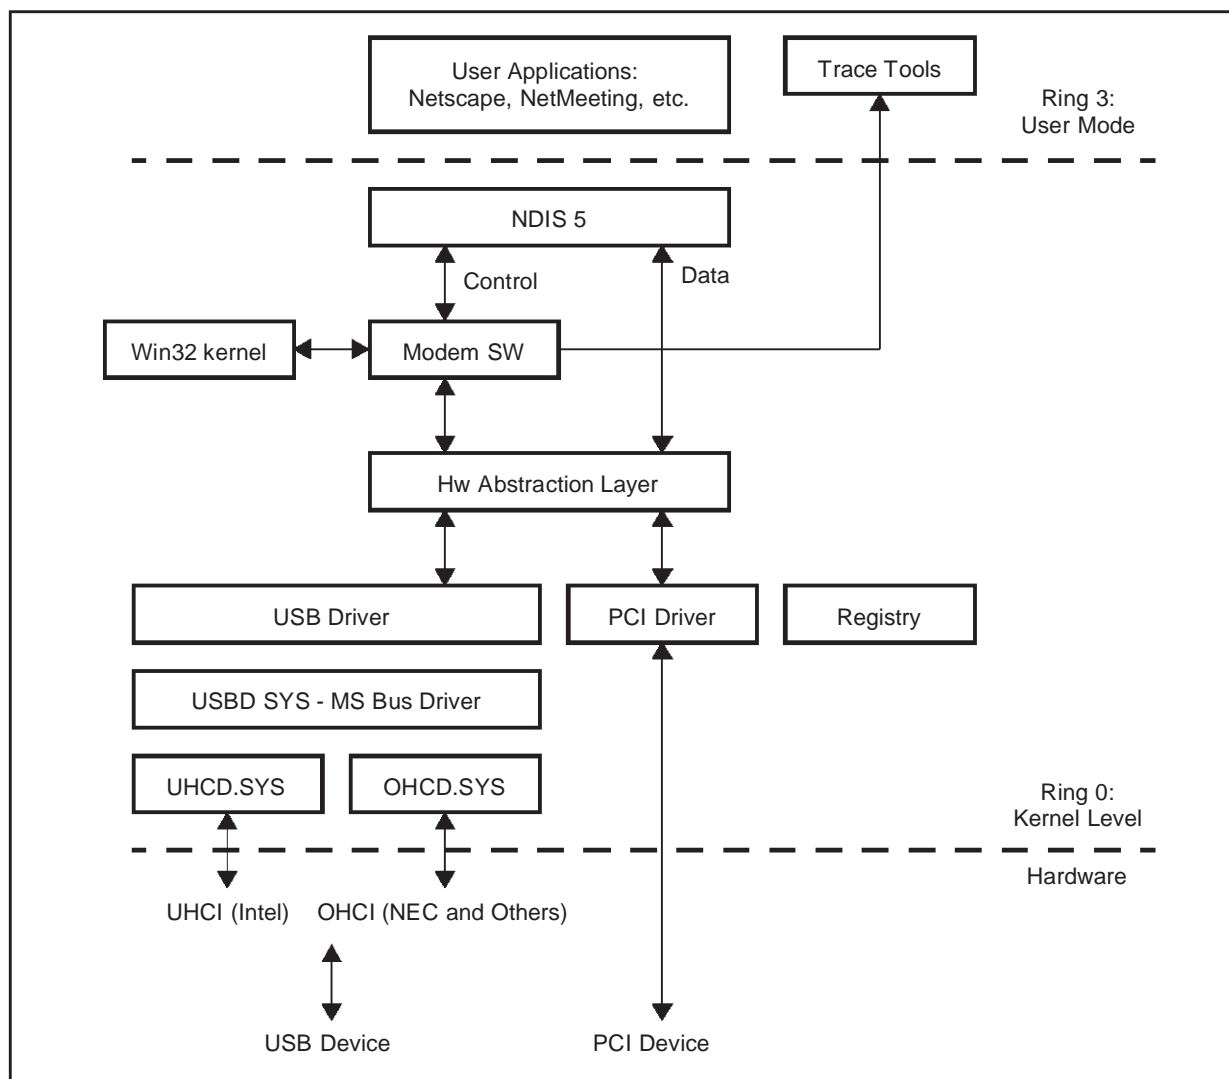 User Applications:
Netscape, NetMeeting, etc.
Trace Tools
Ring 3:
User Mode
NDIS 5
Control
Data
Win32 kernel
Modem SW
Hw Abstraction Layer
USB Driver
PCI Driver
Registry
USBD SYS - MS Bus Driver
UHCD.SYS
OHCD.SYS
Ring 0:
Kernel Level
Hardware
UHCI (Intel)
OHCI (NEC and Others)
USB Device
PCI Device